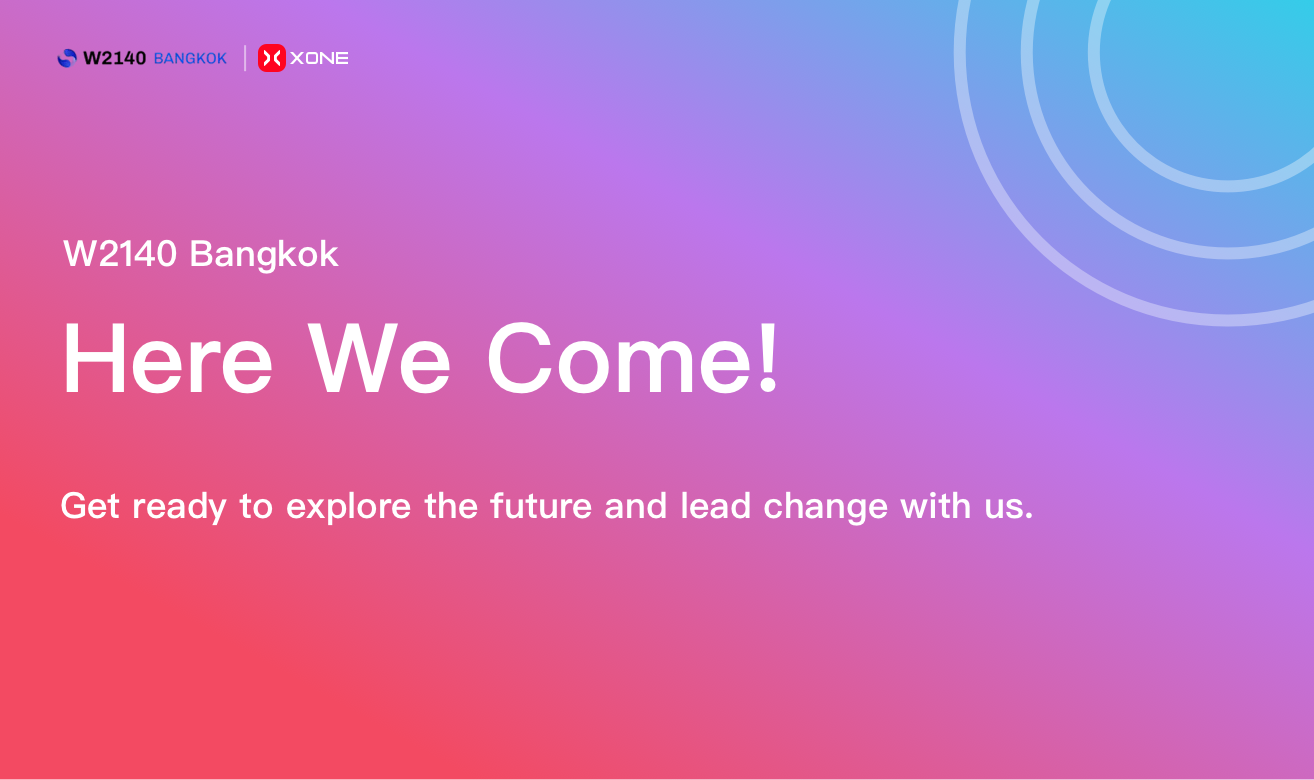 W2140 BANGKOK XONE
W2140 Bangkok
Here We Come!
Get ready to explore the future and lead change with us.